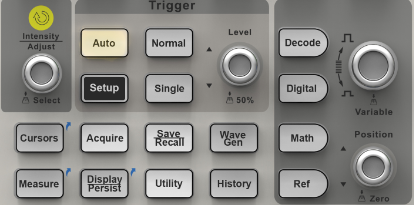 Trigger
Intensity
Adjust
Select
Auto
Normal
Level
Setup
Single
50%
Decode
Digital
Variable
Cursors
Acquire
Save
Recall
Wave
Gen
Math
Position
Measure
Display
Persist
Utility
History
Ref
Zero